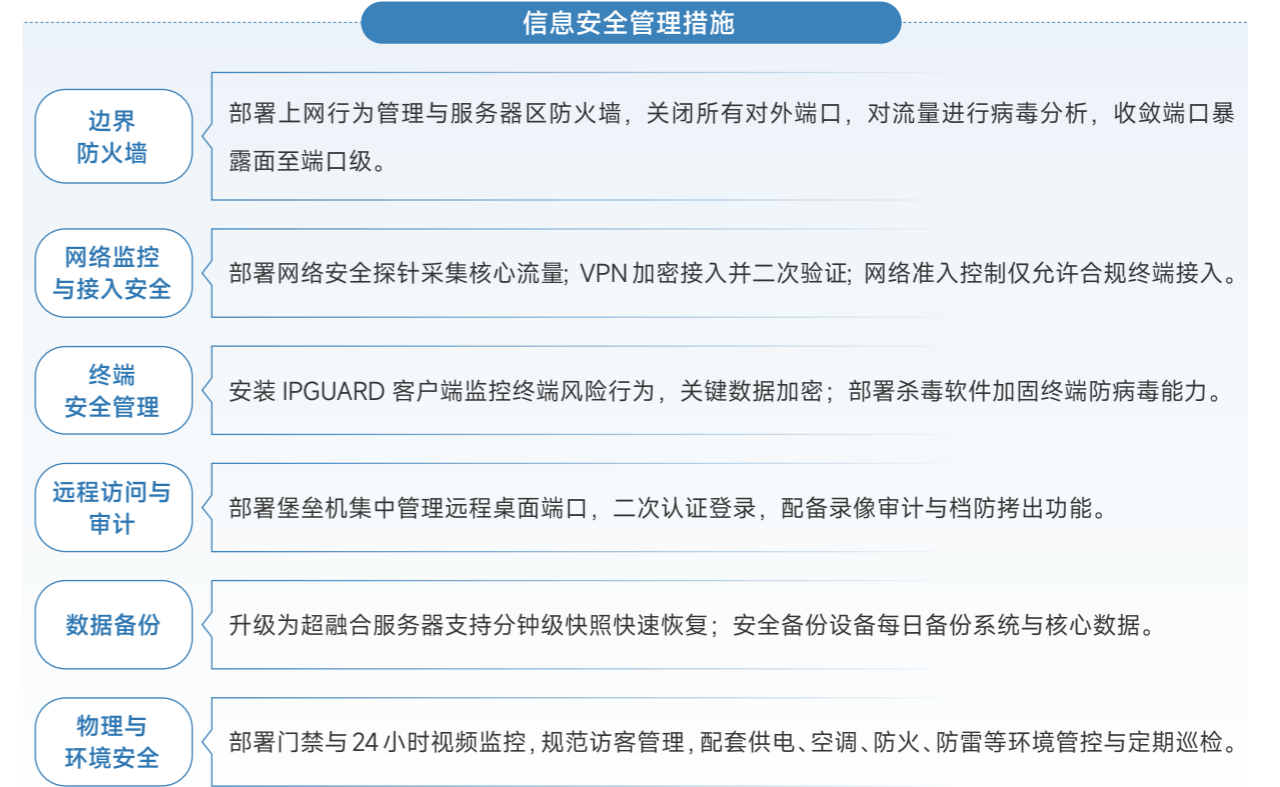 信息安全管理措施
边界
防火墙
部署上网行为管理与服务器区防火墙，关闭所有对外端口，对流量进行病毒分析，收敛端口暴
露面至端口级。
网络监控
与接入安全
部署网络安全探针采集核心流量; VPN加密接入并二次验证; 网络准入控制仅允许合规终端接入。
终端
安全管理
安装 IPGUARD 客户端监控终端风险行为，关键数据加密；部署杀毒软件加固终端防病毒能力。
远程访问与
审计
部署堡垒机集中管理远程桌面端口，二次认证登录，配备录像审计与档防拷出功能。
数据备份
升级为超融合服务器支持分钟级快照快速恢复；安全备份设备每日备份系统与核心数据。
物理与
环境安全
部署门禁与24小时视频监控,规范访客管理,配套供电、空调、防火、防雷等环境管控与定期巡检。